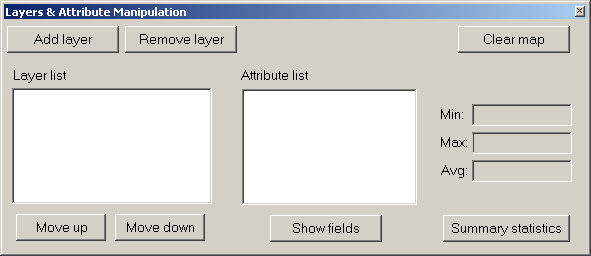 Layers & Attribute Manipulation
Add layer
Remove layer
Clear map
Layer list
Attribute list
Min:
Max:
Avg:
Move up
Move down
Show fields
Summary statistics